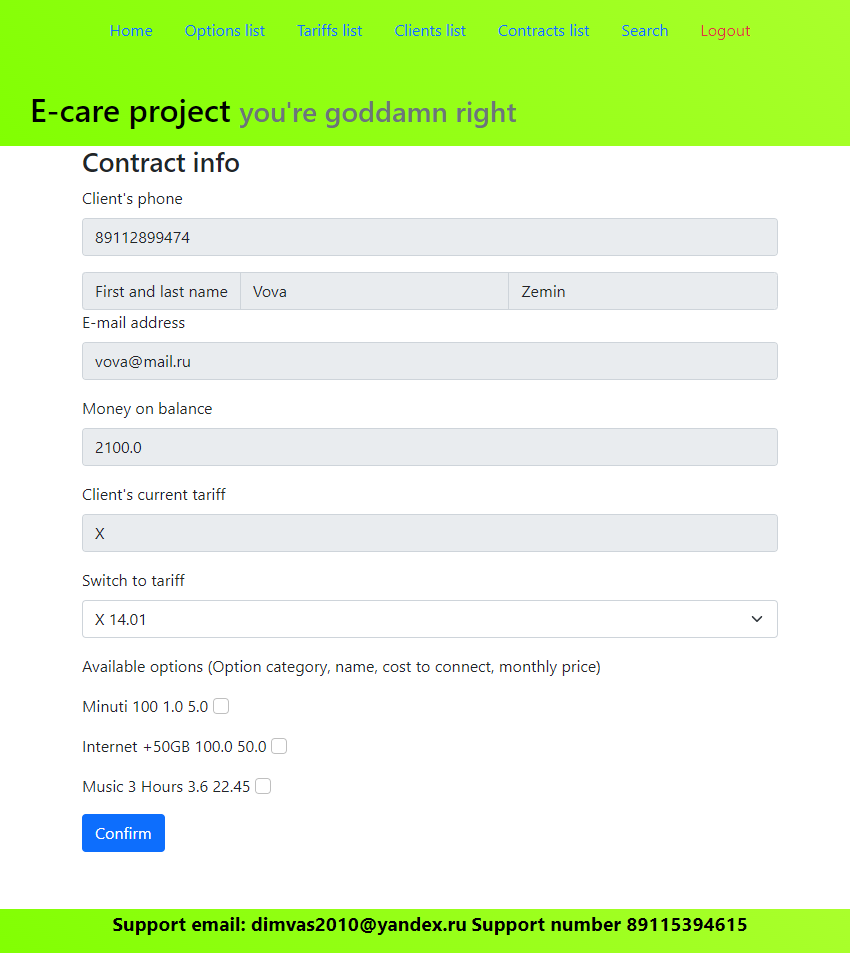 Home Options list Tariffs list Clients list Contracts list Search Logout
E-care project you're goddamn right
Contract info
Client's phone
89112899474
First and last name Vova Zemin
E-mail address
vova@mail.ru
Money on balance
2100.0
Client's current tariff
X
Switch to tariff
X 14.01
Available options (Option category, name, cost to connect, monthly price)
Minuti 100 1.0 5.0
Internet +50GB 100.0 50.0
Music 3 Hours 3.6 22.45
Confirm
Support email: dimvas2010@yandex.ru Support number 89115394615